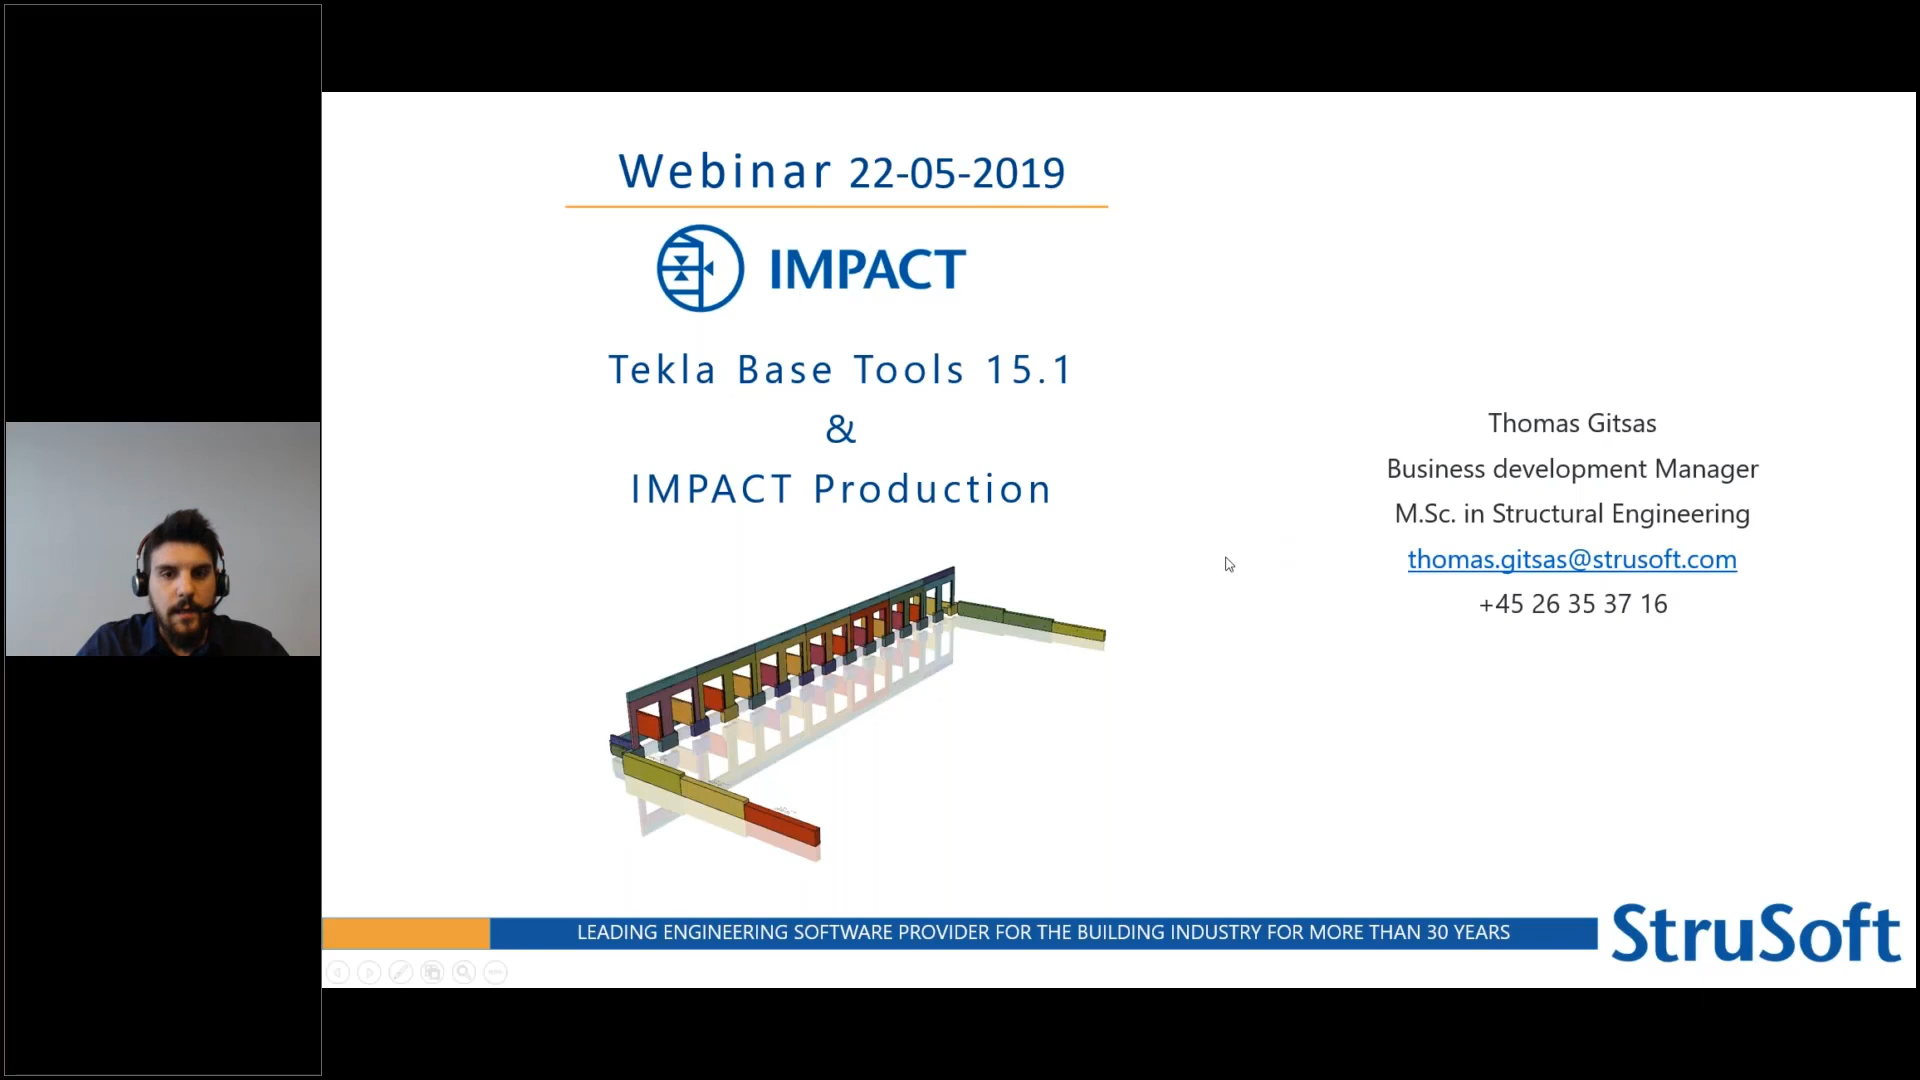 Webinar 22-05-2019
IMPACT
Tekla Base Tools 15.1
&
IMPACT Production
Thomas Gitsas
Business development Manager
M.Sc. in Structural Engineering
thomas.gitsas@strusoft.com
+45 26 35 37 16
LEADING ENGINEERING SOFTWARE PROVIDER FOR THE BUILDING INDUSTRY FOR MORE THAN 30 YEARS
StruSoft